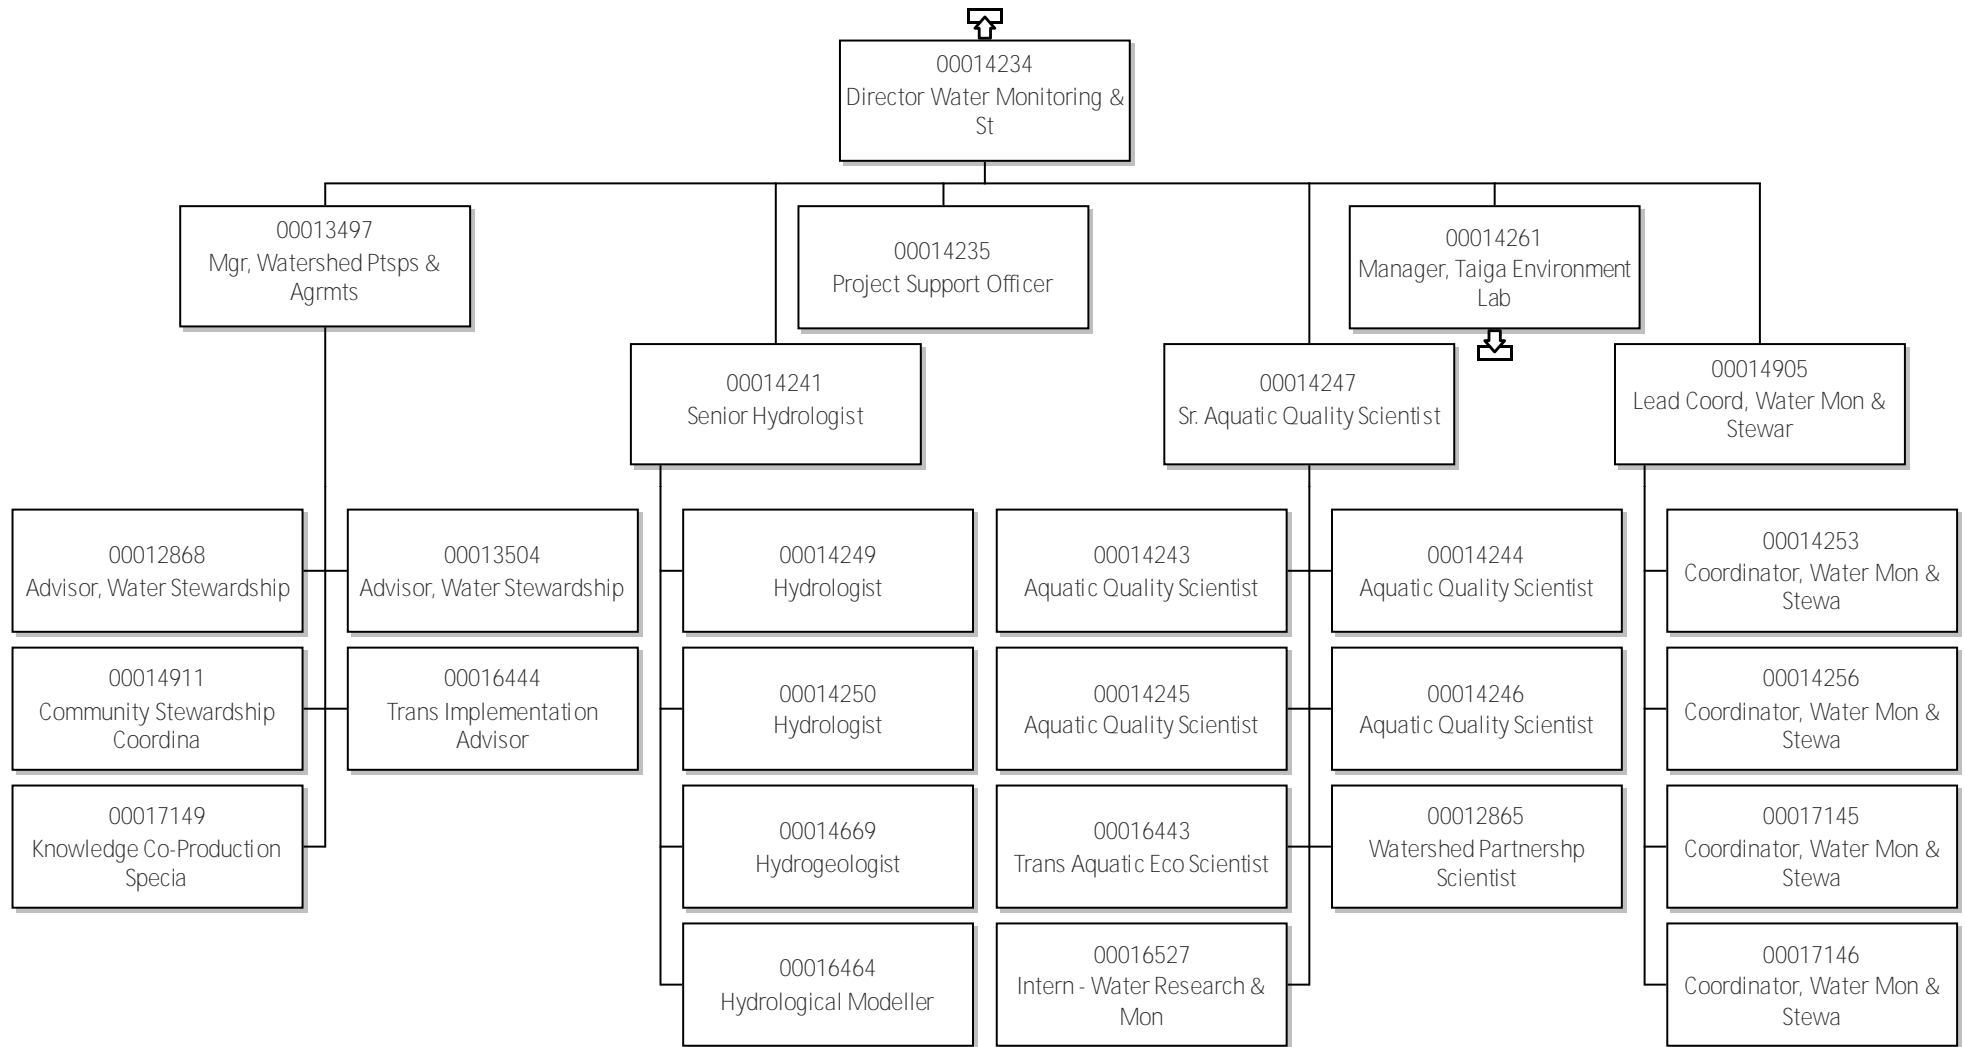 00014234
Director Water Monitoring &
St
00013497
Mgr, Watershed Ptsps &
Agrmts
00014235
Project Support Officer
00014261
Manager, Taiga Environment
Lab
00014241
Senior Hydrologist
00014247
Sr. Aquatic Quality Scientist
00014905
Lead Coord, Water Mon &
Stewar
00012868
Advisor, Water Stewardship
00013504
Advisor, Water Stewardship
00014249
Hydrologist
00014243
Aquatic Quality Scientist
00014244
Aquatic Quality Scientist
00014253
Coordinator, Water Mon &
Stewa
00014911
Community Stewardship
Coordina
00016444
Trans Implementation
Advisor
00014250
Hydrologist
00014245
Aquatic Quality Scientist
00014246
Aquatic Quality Scientist
00014256
Coordinator, Water Mon &
Stewa
00017149
Knowledge Co-Production
Specia
00014669
Hydrogeologist
00016443
Trans Aquatic Eco Scientist
00012865
Watershed Partnershp
Scientist
00017145
Coordinator, Water Mon &
Stewa
00016464
Hydrological Modeller
00016527
Intern - Water Research &
Mon
00017146
Coordinator, Water Mon &
Stewa